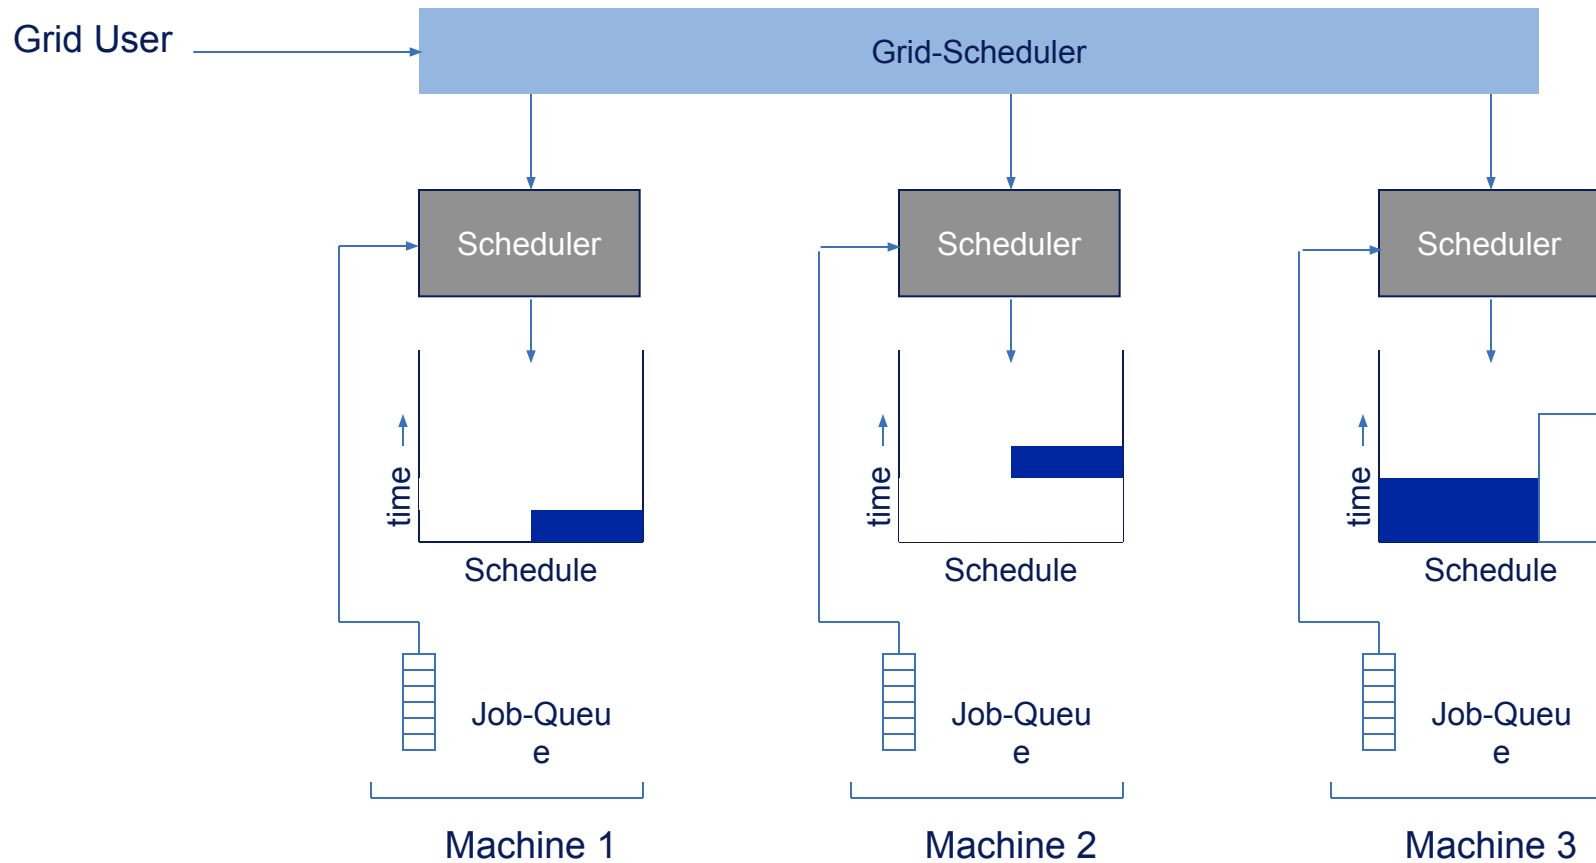 Grid User
Grid-Scheduler
Scheduler
Scheduler
Scheduler
time
time
time
Schedule
Schedule
Schedule
Job-Queu
e
Job-Queu
e
Job-Queu
e
Machine 1
Machine 2
Machine 3